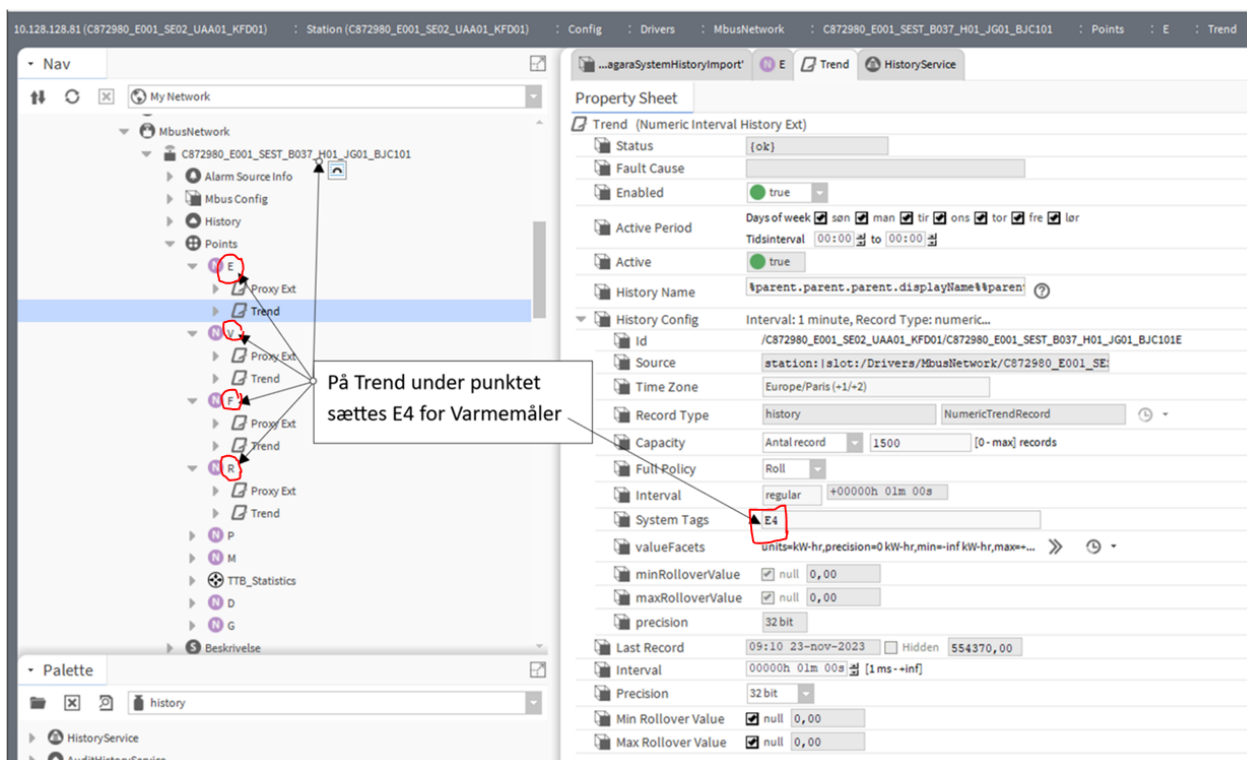 10.128.128.81 (C872980_E001_SE02_UAA01_KFD01) : Station (C872980_E001_SE02_UAA01_KFD01) : Config : Drivers : MbusNetwork : C872980_E001_SEST_B037_H01_JG01_BJC101 : Points : E : Trend
Nav
My Network
MbusNetwork
C872980_E001_SEST_B037_H01_JG01_BJC101
Alarm Source Info
Mbus Config
History
Points
N E
Proxy Ext
Trend
N V
Proxy Ext
Trend
N F
Proxy Ext
Trend
N R
Proxy Ext
Trend
N P
N M
TTB_Statistics
N D
N G
S Beskrivelse
På Trend under punktet
sættes E4 for Varmemåler
Palette
history
HistoryService
AuditHistoryService
...agaraSystemHistoryImport' N E Trend HistoryService
Property Sheet
Trend (Numeric Interval History Ext)
Status {ok}
Fault Cause
Enabled true
Active Period Days of week søn man tir ons tor fre lør
Tidsinterval 00:00 to 00:00
Active true
History Name %parent.parent.parent.displayName%%paren
History Config Interval: 1 minute, Record Type: numeric...
Id /C872980_E001_SE02_UAA01_KFD01/C872980_E001_SEST_B037_H01_JG01_BJC101E
Source station:|slot:/Drivers/MbusNetwork/C872980_E001_SE
Time Zone Europe/Paris (+1/+2)
Record Type history NumericTrendRecord
Capacity Antal record 1500 [0 - max] records
Full Policy Roll
Interval regular +00000h 01m 00s
System Tags E4
valueFacets units=kW-hr,precision=0 kW-hr,min=-inf kW-hr,max=+...
minRolloverValue null 0,00
maxRolloverValue null 0,00
precision 32 bit
Last Record 09:10 23-nov-2023 Hidden 554370,00
Interval 00000h 01m 00s [1 ms - +inf]
Precision 32 bit
Min Rollover Value null 0,00
Max Rollover Value null 0,00